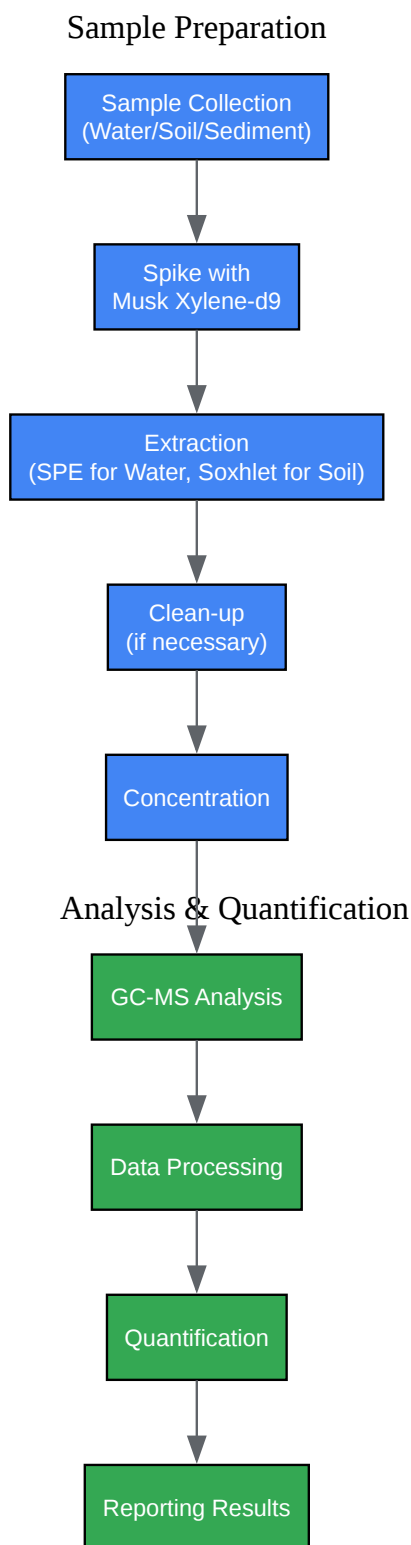 Sample Preparation
Sample Collection
(Water/Soil/Sediment)
Spike with
Musk Xylene-d9
Extraction
(SPE for Water, Soxhlet for Soil)
Clean-up
(if necessary)
Concentration
Analysis & Quantification
GC-MS Analysis
Data Processing
Quantification
Reporting Results